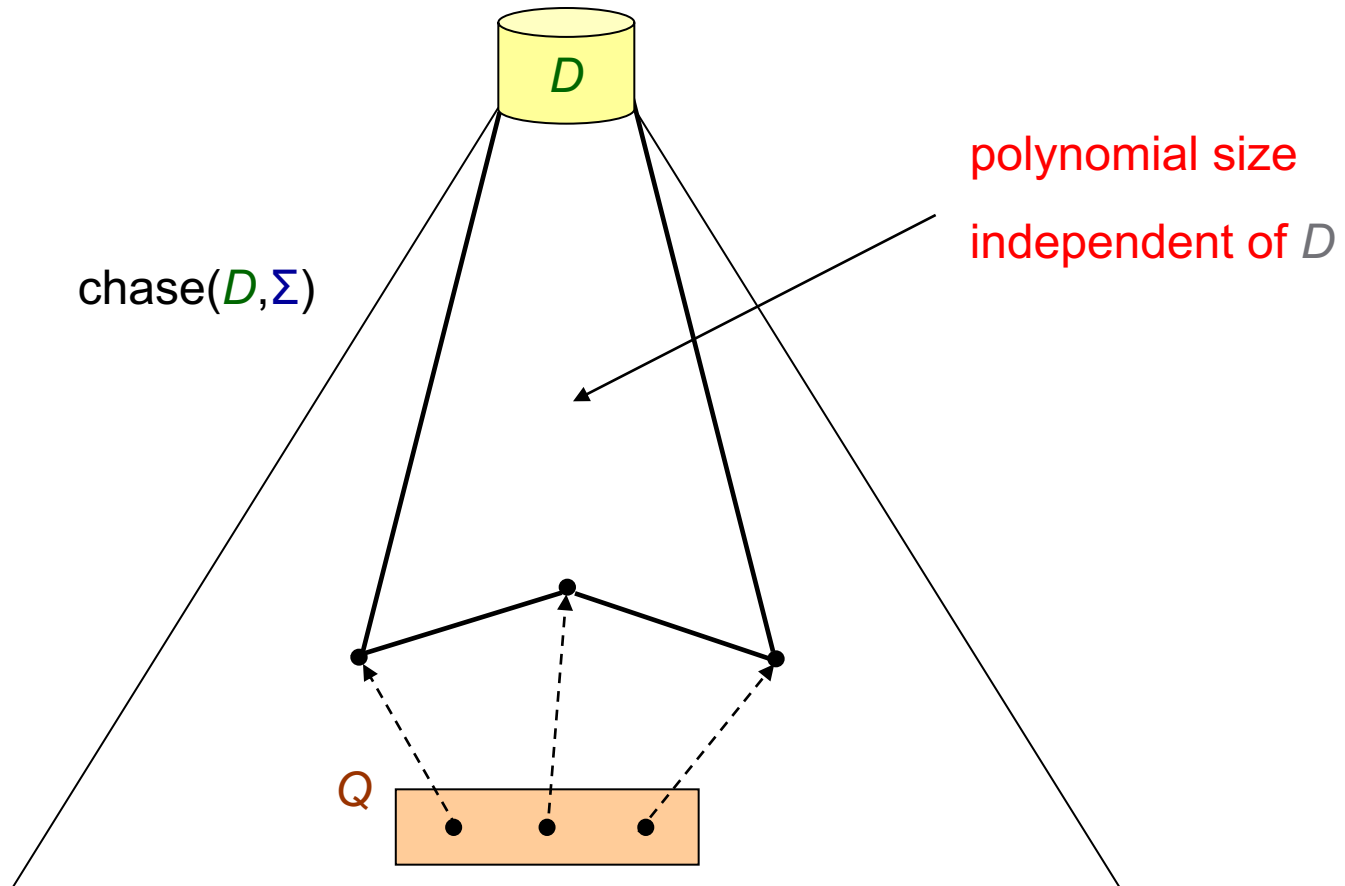 D
polynomial size
independent of D
chase(D,Σ)
Q